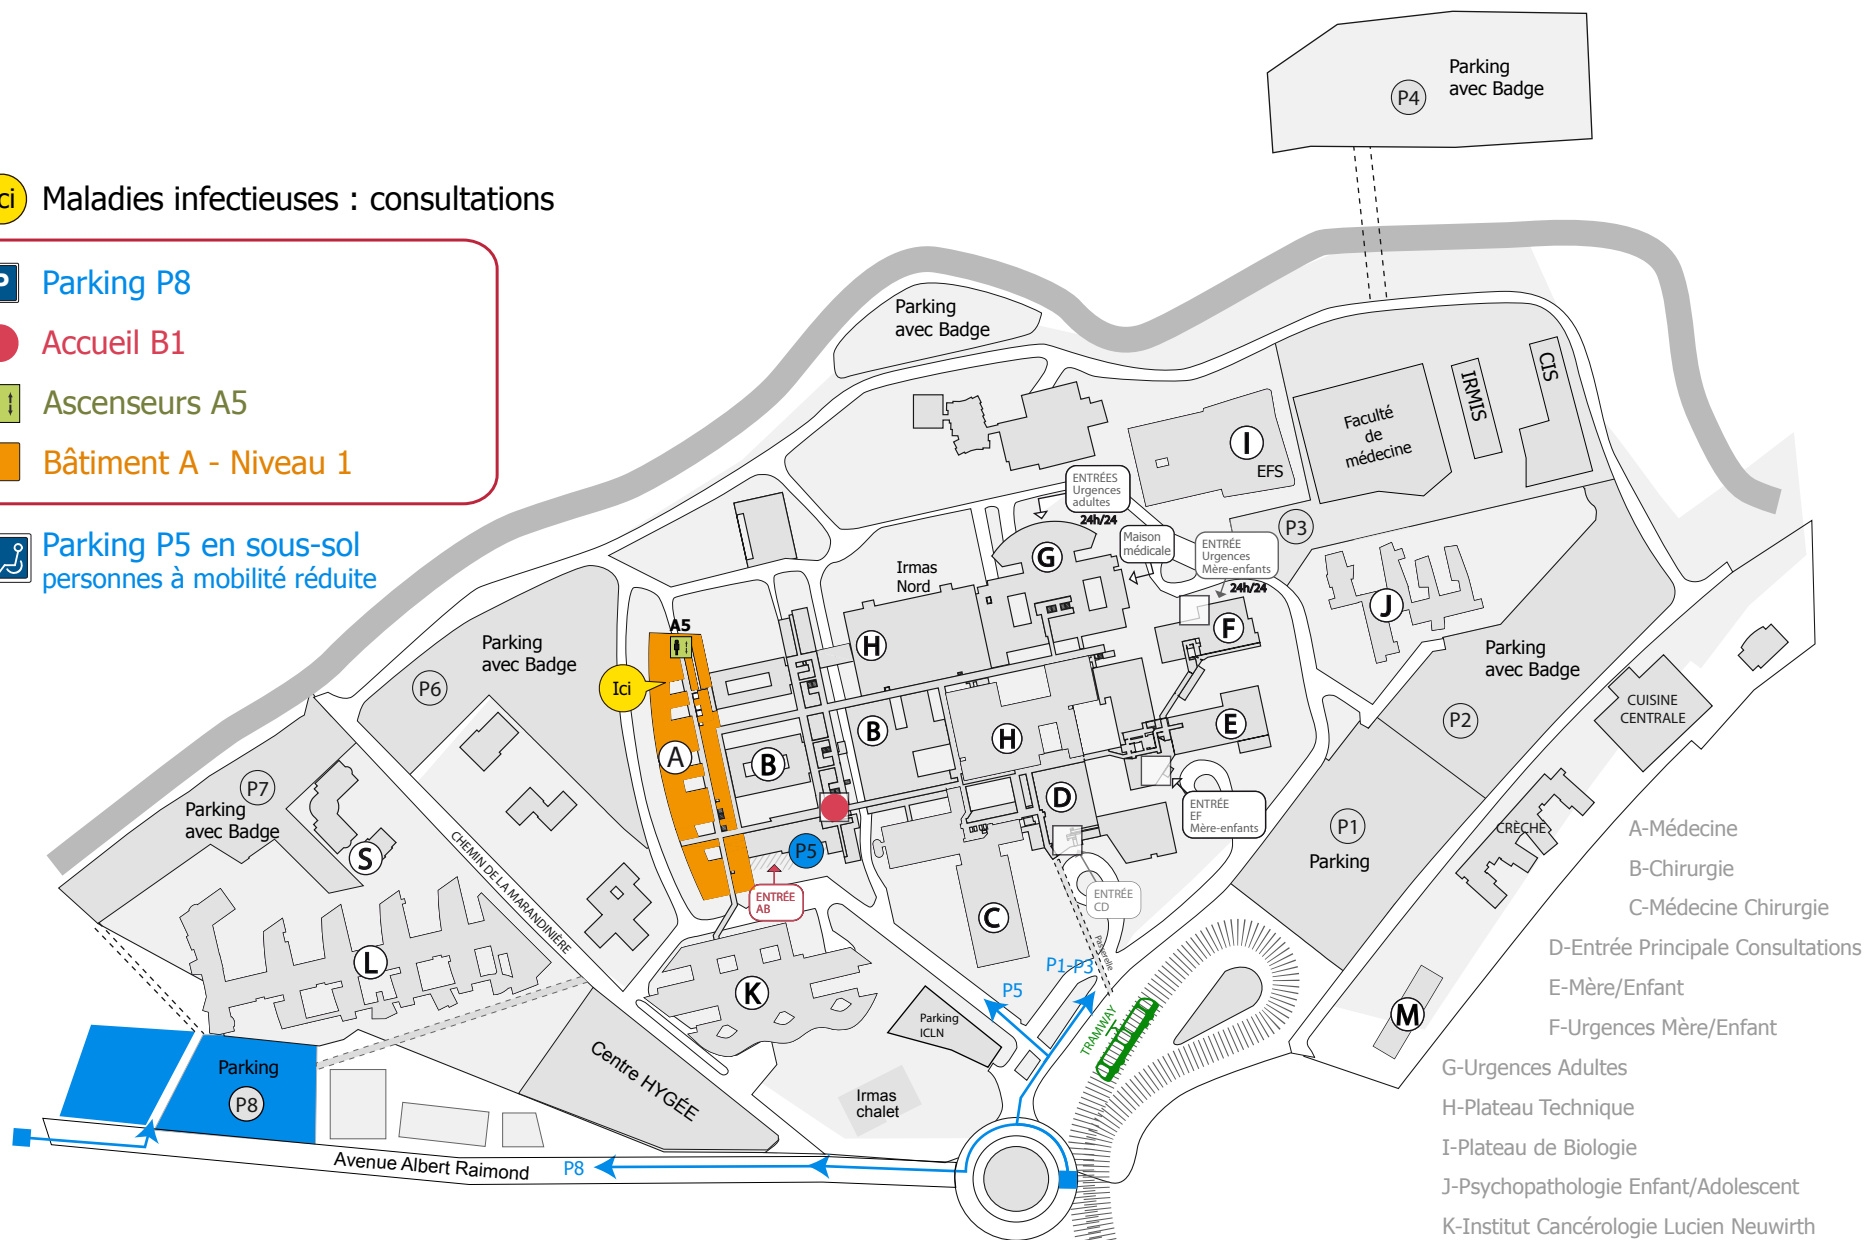 Ici
Maladies infectieuses : consultations
P
Parking P8
Accueil B1
Ascenseurs A5
Bâtiment A - Niveau 1
Parking P5 en sous-sol
personnes à mobilité réduite
P4
Parking
avec Badge
Parking
avec Badge
IRMIS
CIS
Faculté
de
médecine
I
EFS
ENTRÉES
Urgences
adultes
24h/24
Maison
médicale
ENTRÉE
Urgences
Mère-enfants
24h/24
P3
G
Irmas
Nord
H
J
F
Parking
avec Badge
P2
CUISINE
CENTRALE
A5
Ici
Parking
avec Badge
P6
A
B
B
H
E
D
ENTRÉE
EF
Mère-enfants
P1
Parking
CRÈCHE
P7
Parking
avec Badge
S
CHEMIN DE LA MARANDINIÈRE
P5
ENTRÉE
AB
C
ENTRÉE
CD
Passerelle
L
K
P1-P3
P5
TRAMWAY
M
Parking
ICLN
Centre HYGÉE
Irmas
chalet
Parking
P8
Avenue Albert Raimond
P8
A-Médecine
B-Chirurgie
C-Médecine Chirurgie
D-Entrée Principale Consultations
E-Mère/Enfant
F-Urgences Mère/Enfant
G-Urgences Adultes
H-Plateau Technique
I-Plateau de Biologie
J-Psychopathologie Enfant/Adolescent
K-Institut Cancérologie Lucien Neuwirth